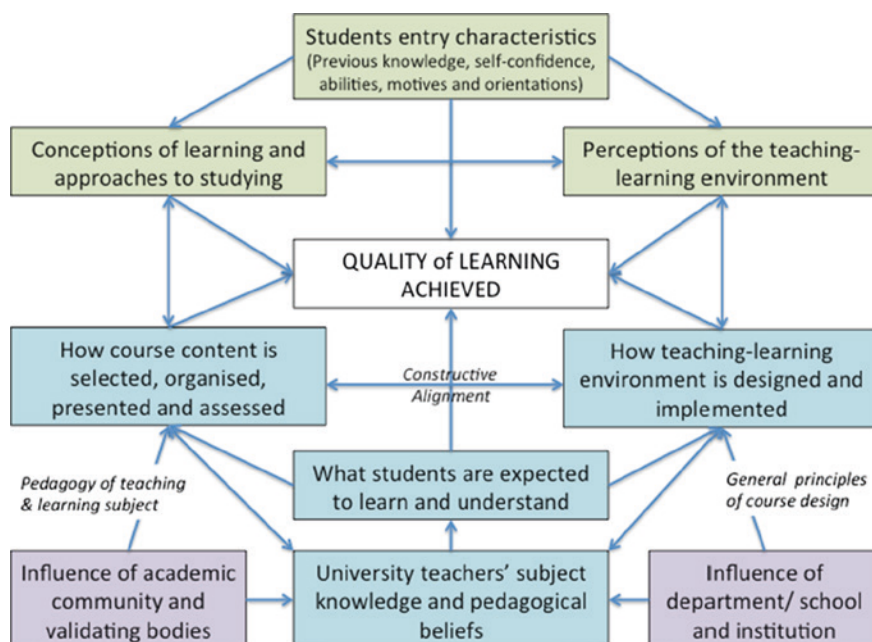 Students entry characteristics
(Previous knowledge, self-confidence,
abilities, motives and orientations)
Conceptions of learning and
approaches to studying
Perceptions of the teaching-
learning environment
QUALITY of LEARNING
ACHIEVED
How course content is
selected, organised,
presented and assessed
Constructive
Alignment
How teaching-learning
environment is designed and
implemented
Pedagogy of teaching
& learning subject
What students are expected
to learn and understand
General principles
of course design
Influence of academic
community and
validating bodies
University teachers' subject
knowledge and pedagogical
beliefs
Influence of
department/ school
and institution